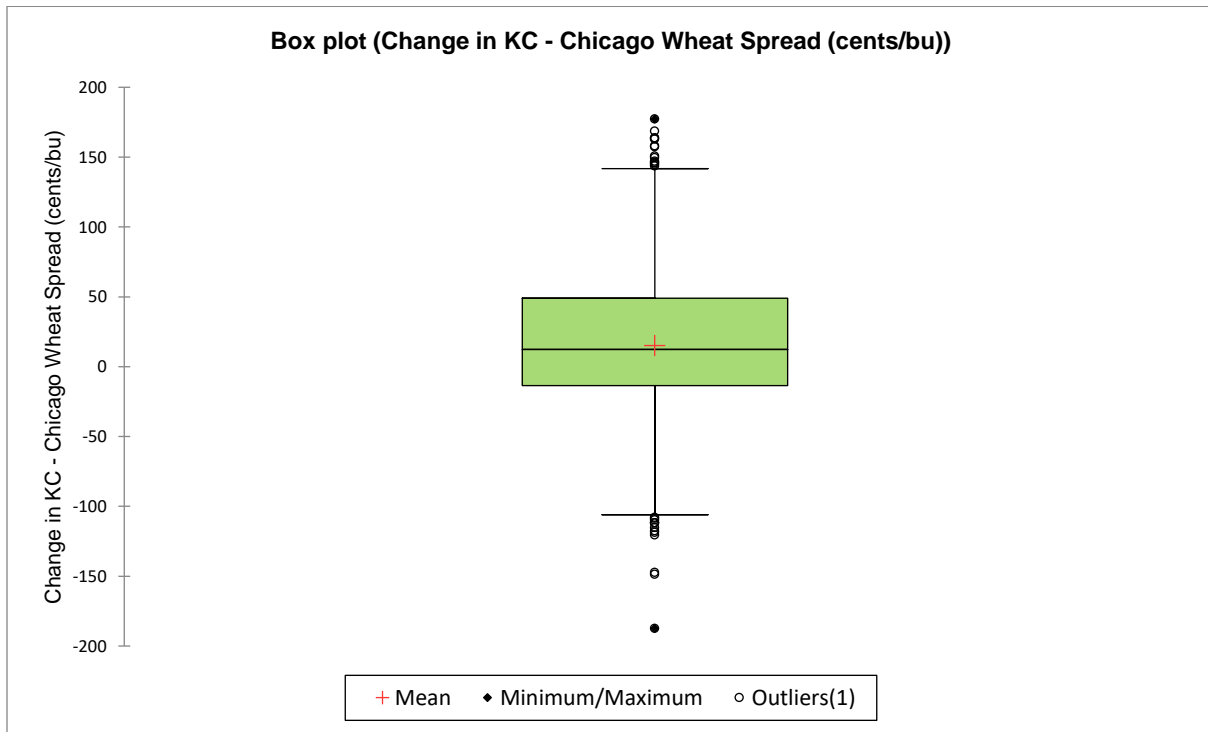 Box plot (Change in KC - Chicago Wheat Spread (cents/bu))
Change in KC - Chicago Wheat Spread (cents/bu)
200
150
100
50
0
-50
-100
-150
-200
Mean
Minimum/Maximum
Outliers(1)